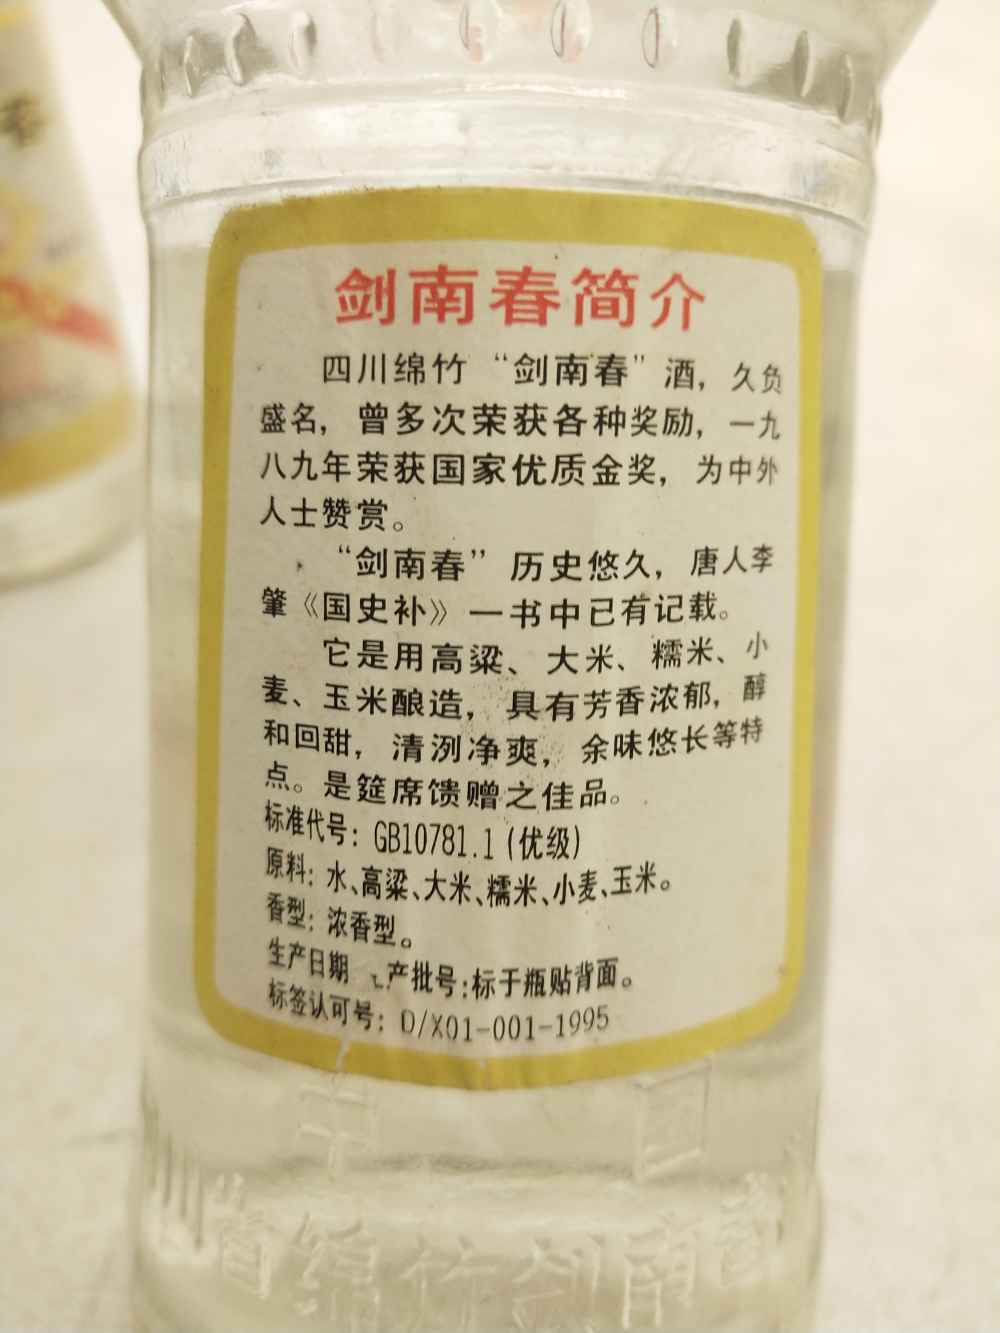 剑南春简介
四川绵竹“剑南春”酒，久负
盛名，曾多次荣获各种奖励，一九
八九年荣获国家优质金奖，为中外
人士赞赏。
“剑南春”历史悠久，唐人李
肇《国史补》一书中已有记载。
它是用高粱、大米、糯米、小
麦、玉米酿造，具有芳香浓郁，醇
和回甜，清洌净爽，余味悠长等特
点。是筵席馈赠之佳品。
标准代号：GB10781.1（优级）
原料：水、高粱、大米、糯米、小麦、玉米。
香型：浓香型。
生产日期 产批号：标于瓶贴背面。
标签认可号：D/X01-001-1995
中 国
绵竹剑南春